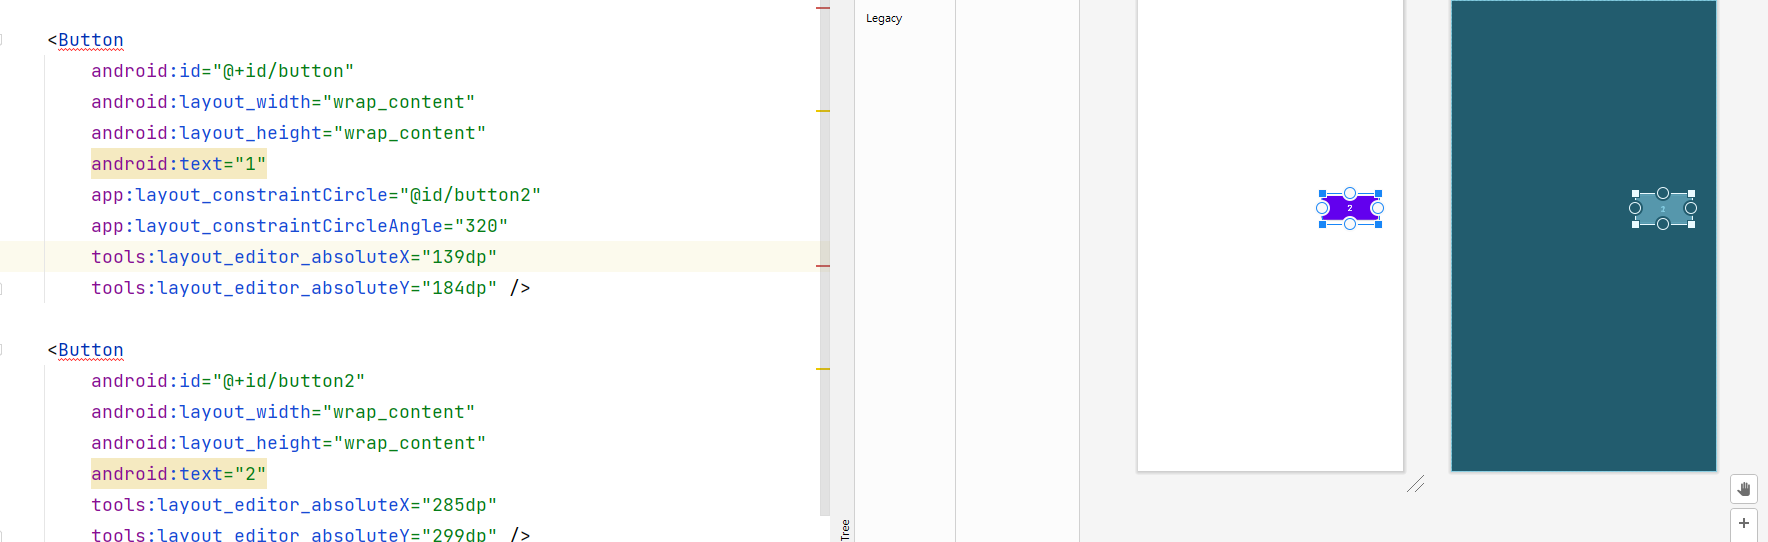 <Button
android:id="@+id/button"
android:layout_width="wrap_content"
android:layout_height="wrap_content"
android:text="1"
app:layout_constraintCircle="@id/button2"
app:layout_constraintCircleAngle="320"
tools:layout_editor_absoluteX="139dp"
tools:layout_editor_absoluteY="184dp" />
<Button
android:id="@+id/button2"
android:layout_width="wrap_content"
android:layout_height="wrap_content"
android:text="2"
tools:layout_editor_absoluteX="285dp"
tools:layout_editor_absoluteY="299dp" />
Legacy
Tree
2
2
+